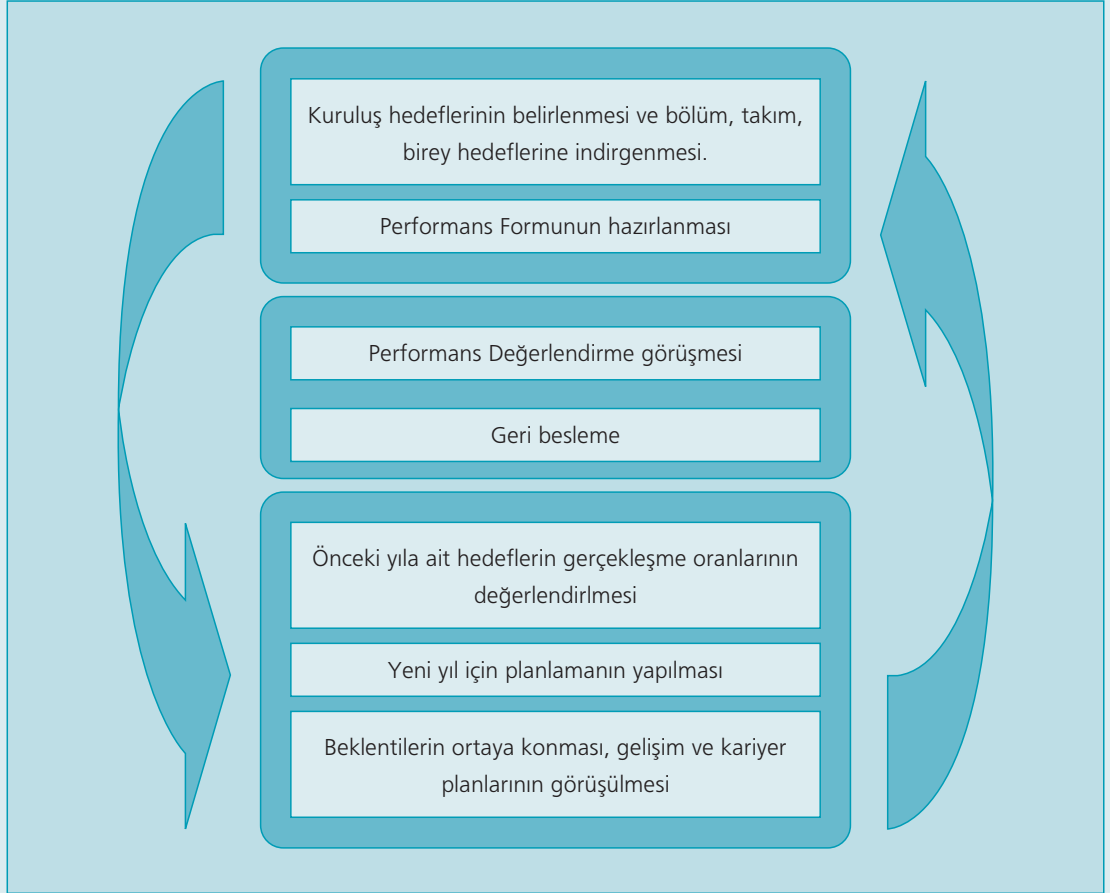 Kuruluş hedeflerinin belirlenmesi ve bölüm, takım,
birey hedeflerine indirgenmesi.
Performans Formunun hazırlanması
Performans Değerlendirme görüşmesi
Geri besleme
Önceki yıla ait hedeflerin gerçekleşme oranlarının
değerlendirlmesi
Yeni yıl için planlamanın yapılması
Beklentilerin ortaya konması, gelişim ve kariyer
planlarının görüşülmesi